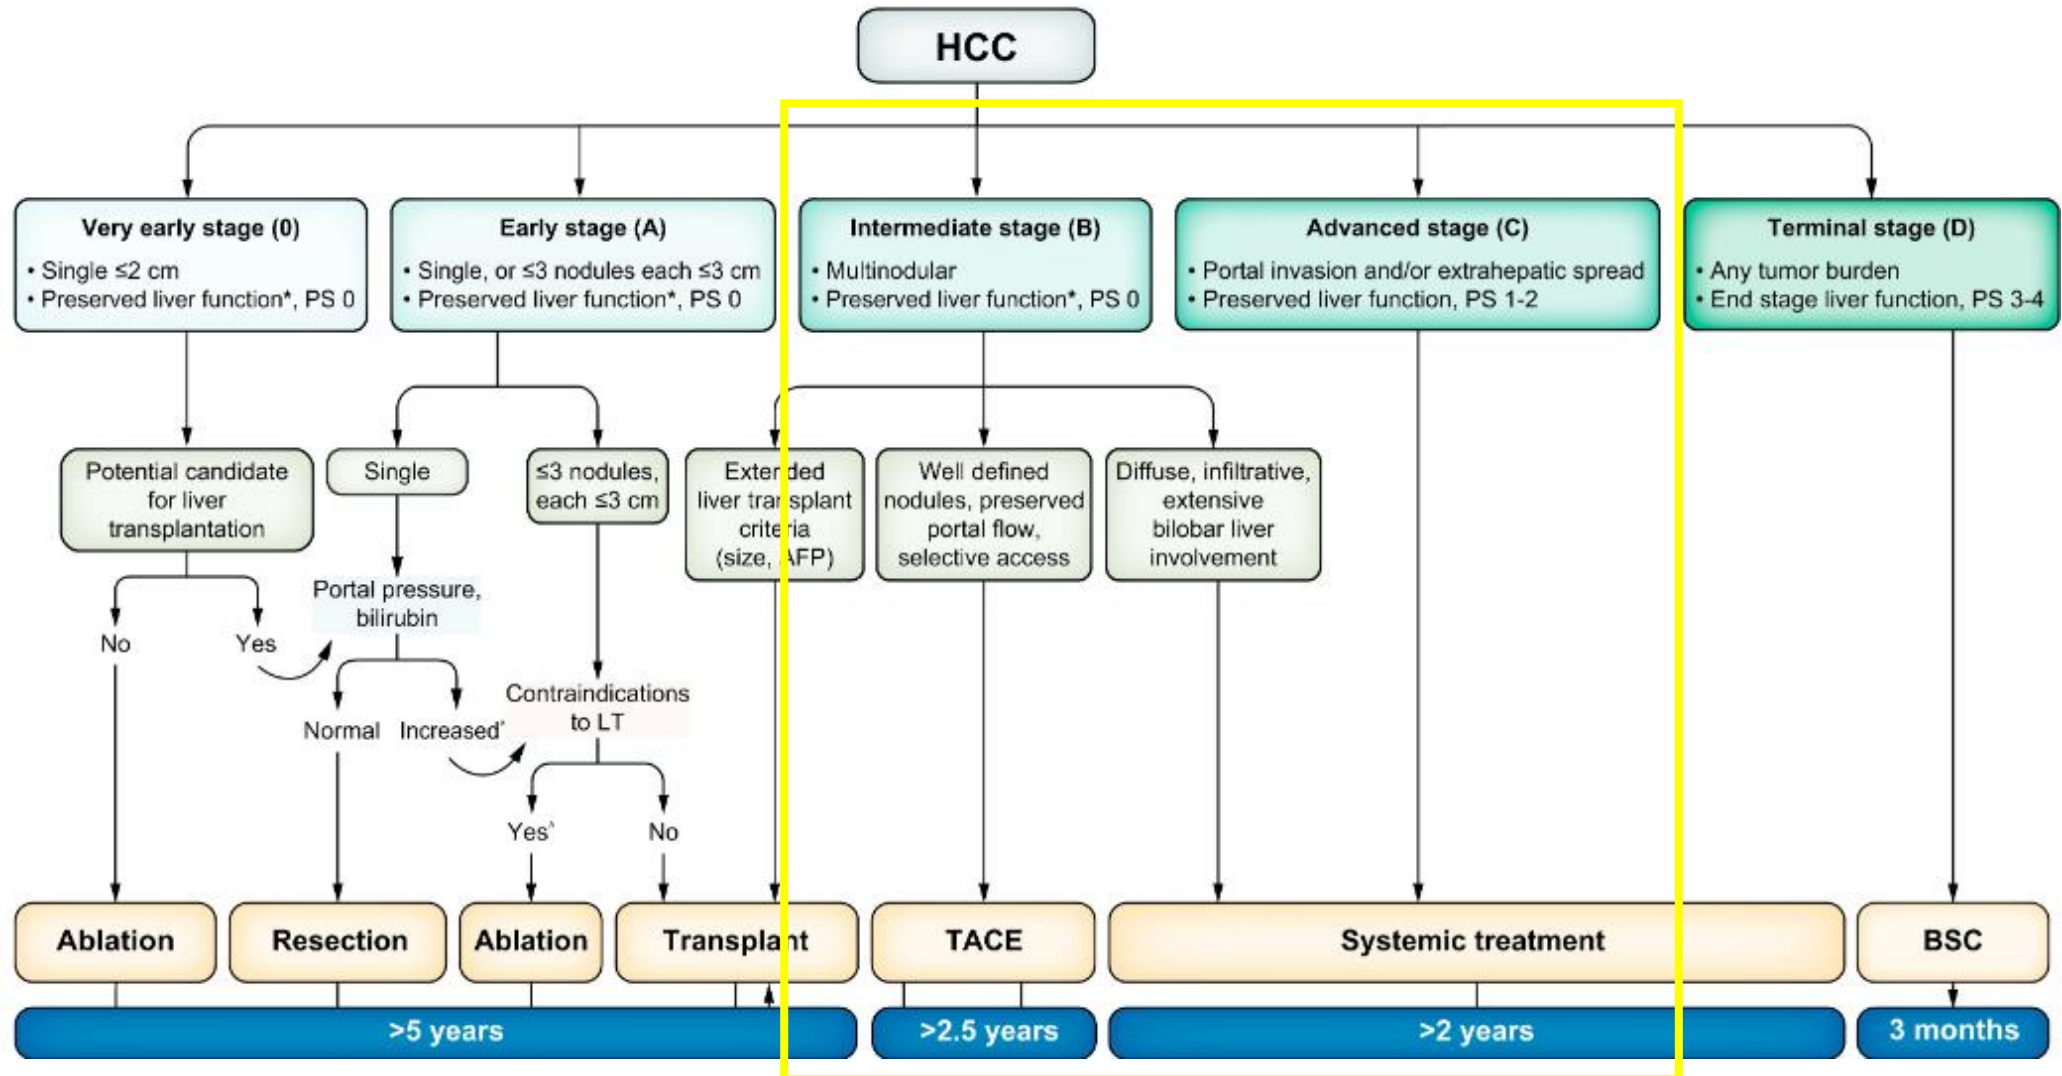 HCC
Very early stage (0)
• Single ≤2 cm
• Preserved liver function*, PS 0
Early stage (A)
• Single, or ≤3 nodules each ≤3 cm
• Preserved liver function*, PS 0
Intermediate stage (B)
• Multinodular
• Preserved liver function*, PS 0
Advanced stage (C)
• Portal invasion and/or extrahepatic spread
• Preserved liver function, PS 1-2
Terminal stage (D)
• Any tumor burden
• End stage liver function, PS 3-4
Potential candidate
for liver
transplantation
Single
≤3 nodules,
each ≤3 cm
Extended
liver transplant
criteria
(size, AFP)
Well defined
nodules, preserved
portal flow,
selective access
Diffuse, infiltrative,
extensive
bilobar liver
involvement
No
Yes
Portal pressure,
bilirubin
Normal
Increased
Contraindications
to LT
Yes^
No
Ablation
Resection
Ablation
Transplant
TACE
Systemic treatment
BSC
>5 years
>2.5 years
>2 years
3 months